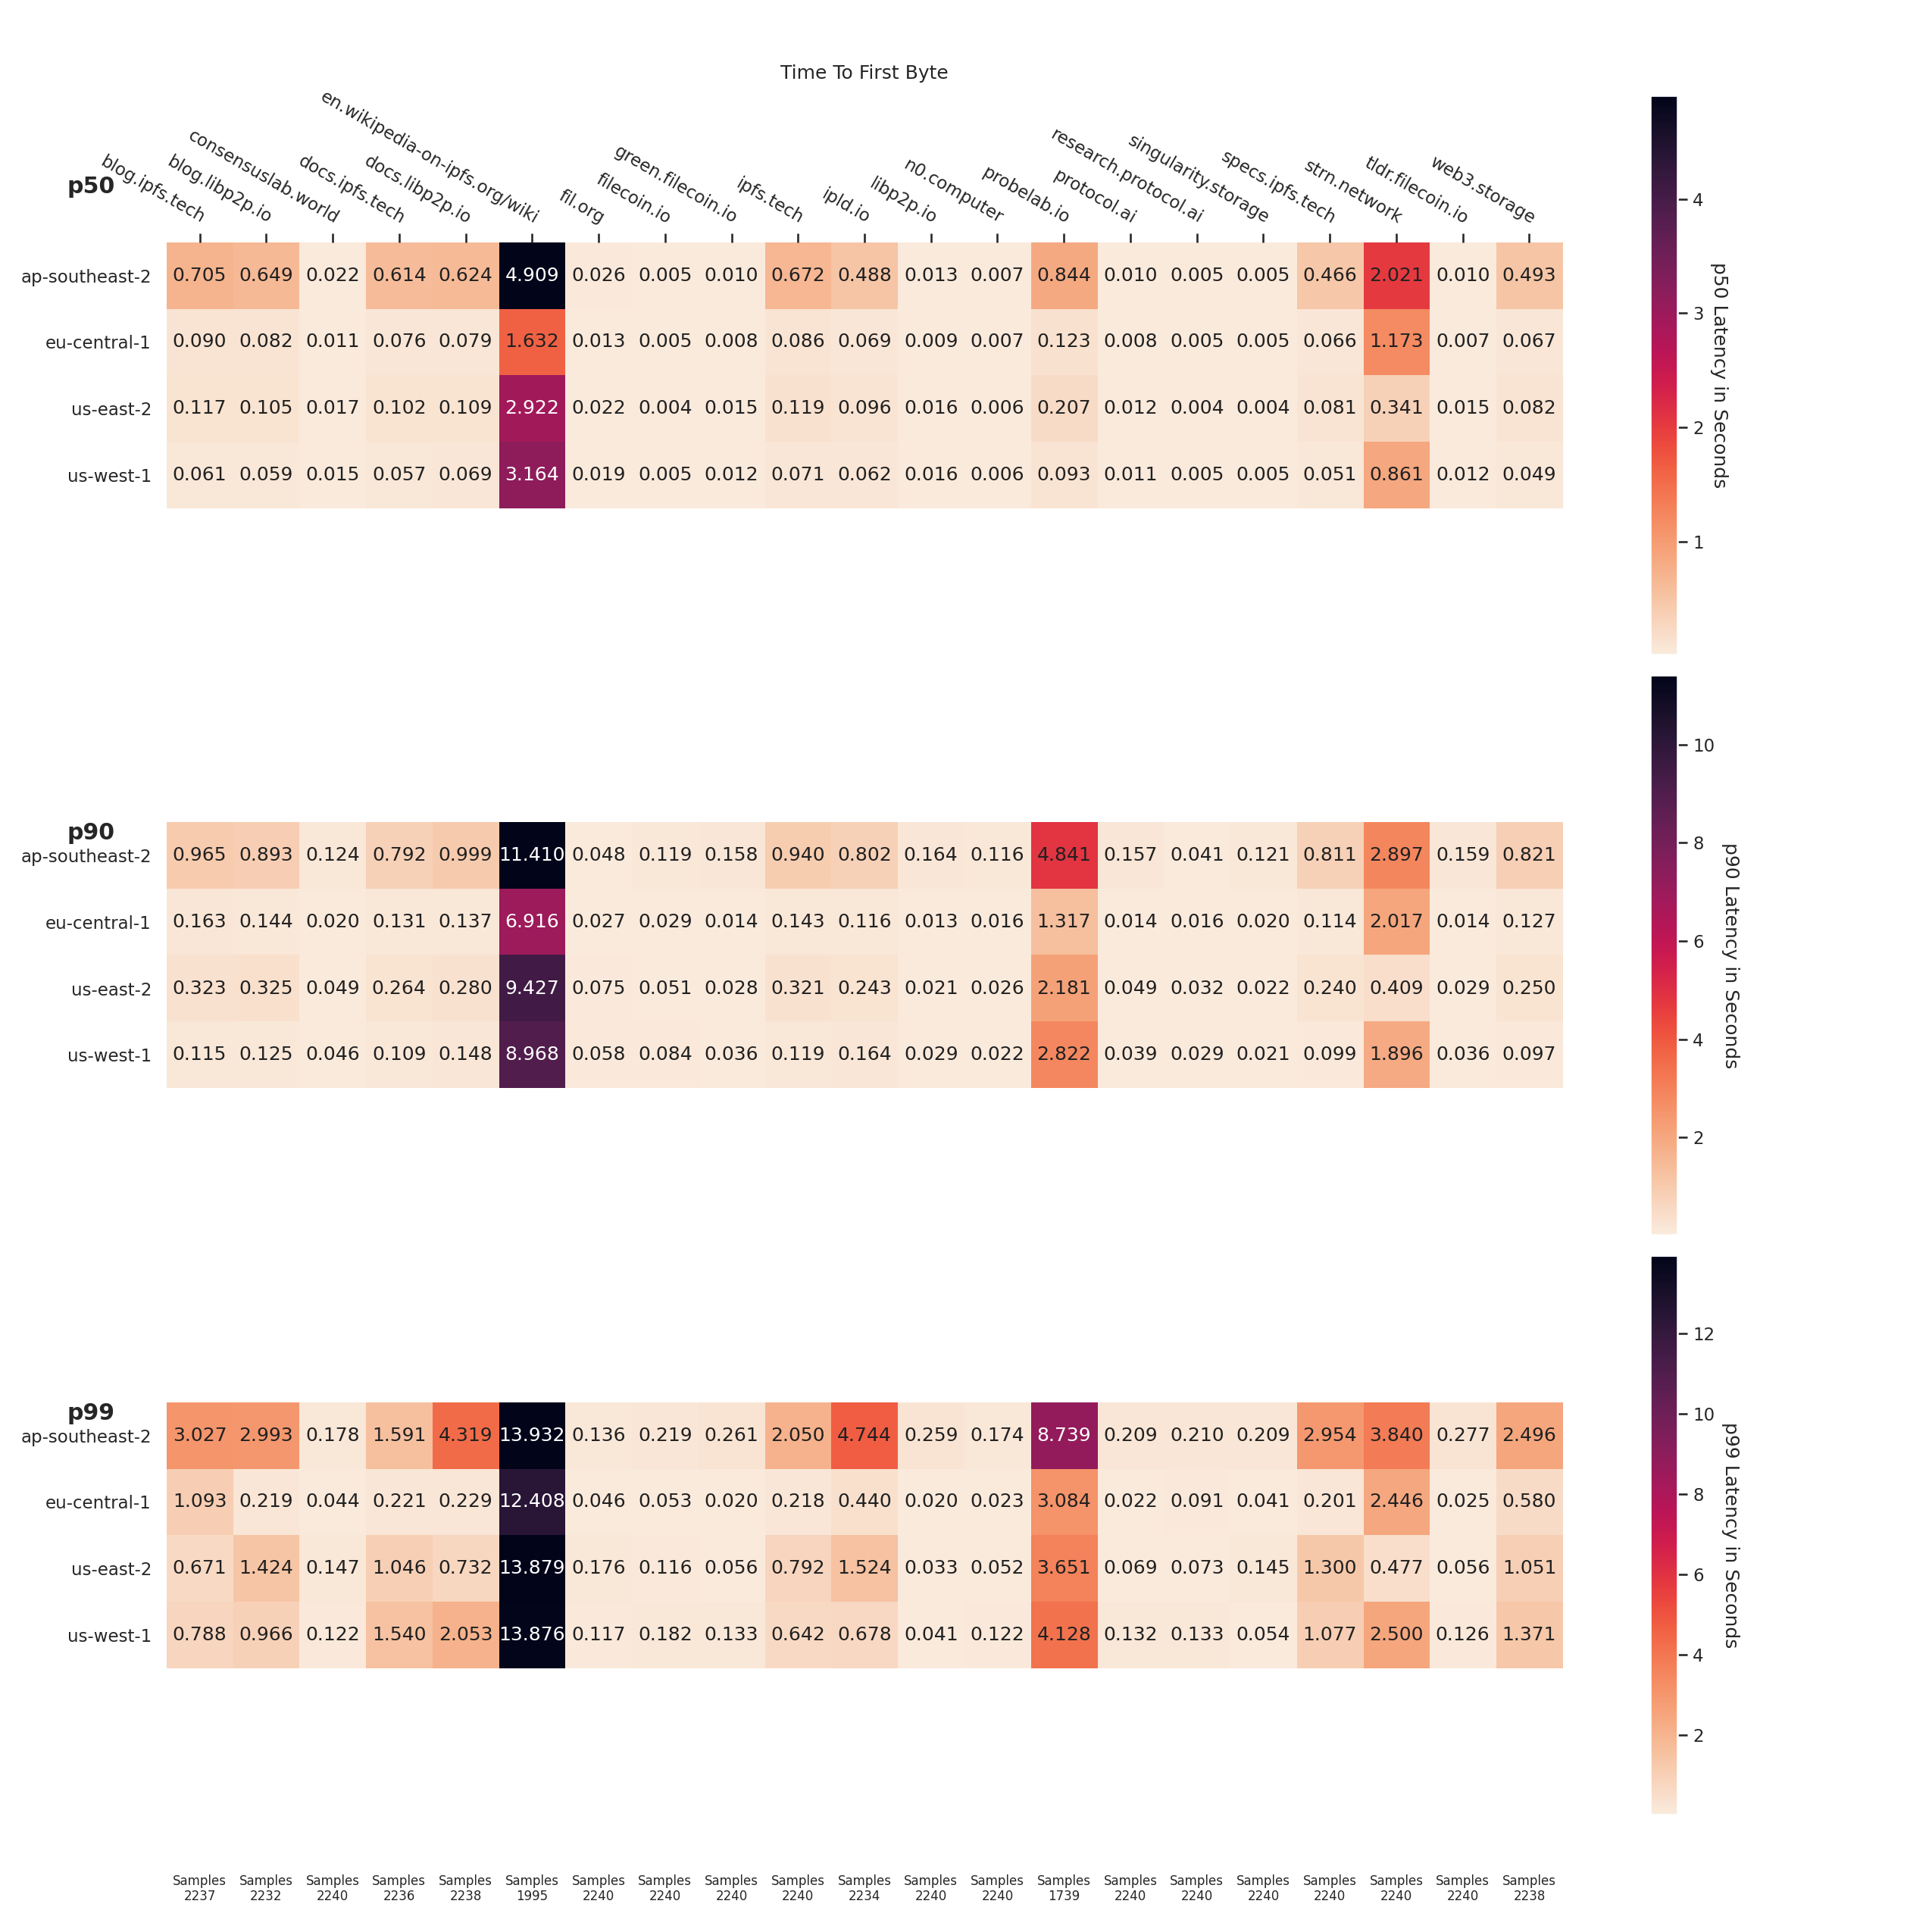 Time To First Byte
p50
blog.ipfs.tech
blog.libp2p.io
consensuslab.world
docs.ipfs.tech
docs.libp2p.io
en.wikipedia-on-ipfs.org/wiki
fil.org
filecoin.io
green.filecoin.io
ipfs.tech
ipld.io
libp2p.io
n0.computer
probelab.io
protocol.ai
research.protocol.ai
singularity.storage
specs.ipfs.tech
strn.network
tldr.filecoin.io
web3.storage
ap-southeast-2 0.705 0.649 0.022 0.614 0.624 4.909 0.026 0.005 0.010 0.672 0.488 0.013 0.007 0.844 0.010 0.005 0.005 0.466 2.021 0.010 0.493
eu-central-1 0.090 0.082 0.011 0.076 0.079 1.632 0.013 0.005 0.008 0.086 0.069 0.009 0.007 0.123 0.008 0.005 0.005 0.066 1.173 0.007 0.067
us-east-2 0.117 0.105 0.017 0.102 0.109 2.922 0.022 0.004 0.015 0.119 0.096 0.016 0.006 0.207 0.012 0.004 0.004 0.081 0.341 0.015 0.082
us-west-1 0.061 0.059 0.015 0.057 0.069 3.164 0.019 0.005 0.012 0.071 0.062 0.016 0.006 0.093 0.011 0.005 0.005 0.051 0.861 0.012 0.049
4
3
2
1
p50 Latency in Seconds
p90
ap-southeast-2 0.965 0.893 0.124 0.792 0.999 11.410 0.048 0.119 0.158 0.940 0.802 0.164 0.116 4.841 0.157 0.041 0.121 0.811 2.897 0.159 0.821
eu-central-1 0.163 0.144 0.020 0.131 0.137 6.916 0.027 0.029 0.014 0.143 0.116 0.013 0.016 1.317 0.014 0.016 0.020 0.114 2.017 0.014 0.127
us-east-2 0.323 0.325 0.049 0.264 0.280 9.427 0.075 0.051 0.028 0.321 0.243 0.021 0.026 2.181 0.049 0.032 0.022 0.240 0.409 0.029 0.250
us-west-1 0.115 0.125 0.046 0.109 0.148 8.968 0.058 0.084 0.036 0.119 0.164 0.029 0.022 2.822 0.039 0.029 0.021 0.099 1.896 0.036 0.097
10
8
6
4
2
p90 Latency in Seconds
p99
ap-southeast-2 3.027 2.993 0.178 1.591 4.319 13.932 0.136 0.219 0.261 2.050 4.744 0.259 0.174 8.739 0.209 0.210 0.209 2.954 3.840 0.277 2.496
eu-central-1 1.093 0.219 0.044 0.221 0.229 12.408 0.046 0.053 0.020 0.218 0.440 0.020 0.023 3.084 0.022 0.091 0.041 0.201 2.446 0.025 0.580
us-east-2 0.671 1.424 0.147 1.046 0.732 13.879 0.176 0.116 0.056 0.792 1.524 0.033 0.052 3.651 0.069 0.073 0.145 1.300 0.477 0.056 1.051
us-west-1 0.788 0.966 0.122 1.540 2.053 13.876 0.117 0.182 0.133 0.642 0.678 0.041 0.122 4.128 0.132 0.133 0.054 1.077 2.500 0.126 1.371
12
10
8
6
4
2
p99 Latency in Seconds
Samples Samples Samples Samples Samples Samples Samples Samples Samples Samples Samples Samples Samples Samples Samples Samples Samples Samples Samples Samples Samples
2237 2232 2240 2236 2238 1995 2240 2240 2240 2240 2234 2240 2240 1739 2240 2240 2240 2240 2240 2240 2238